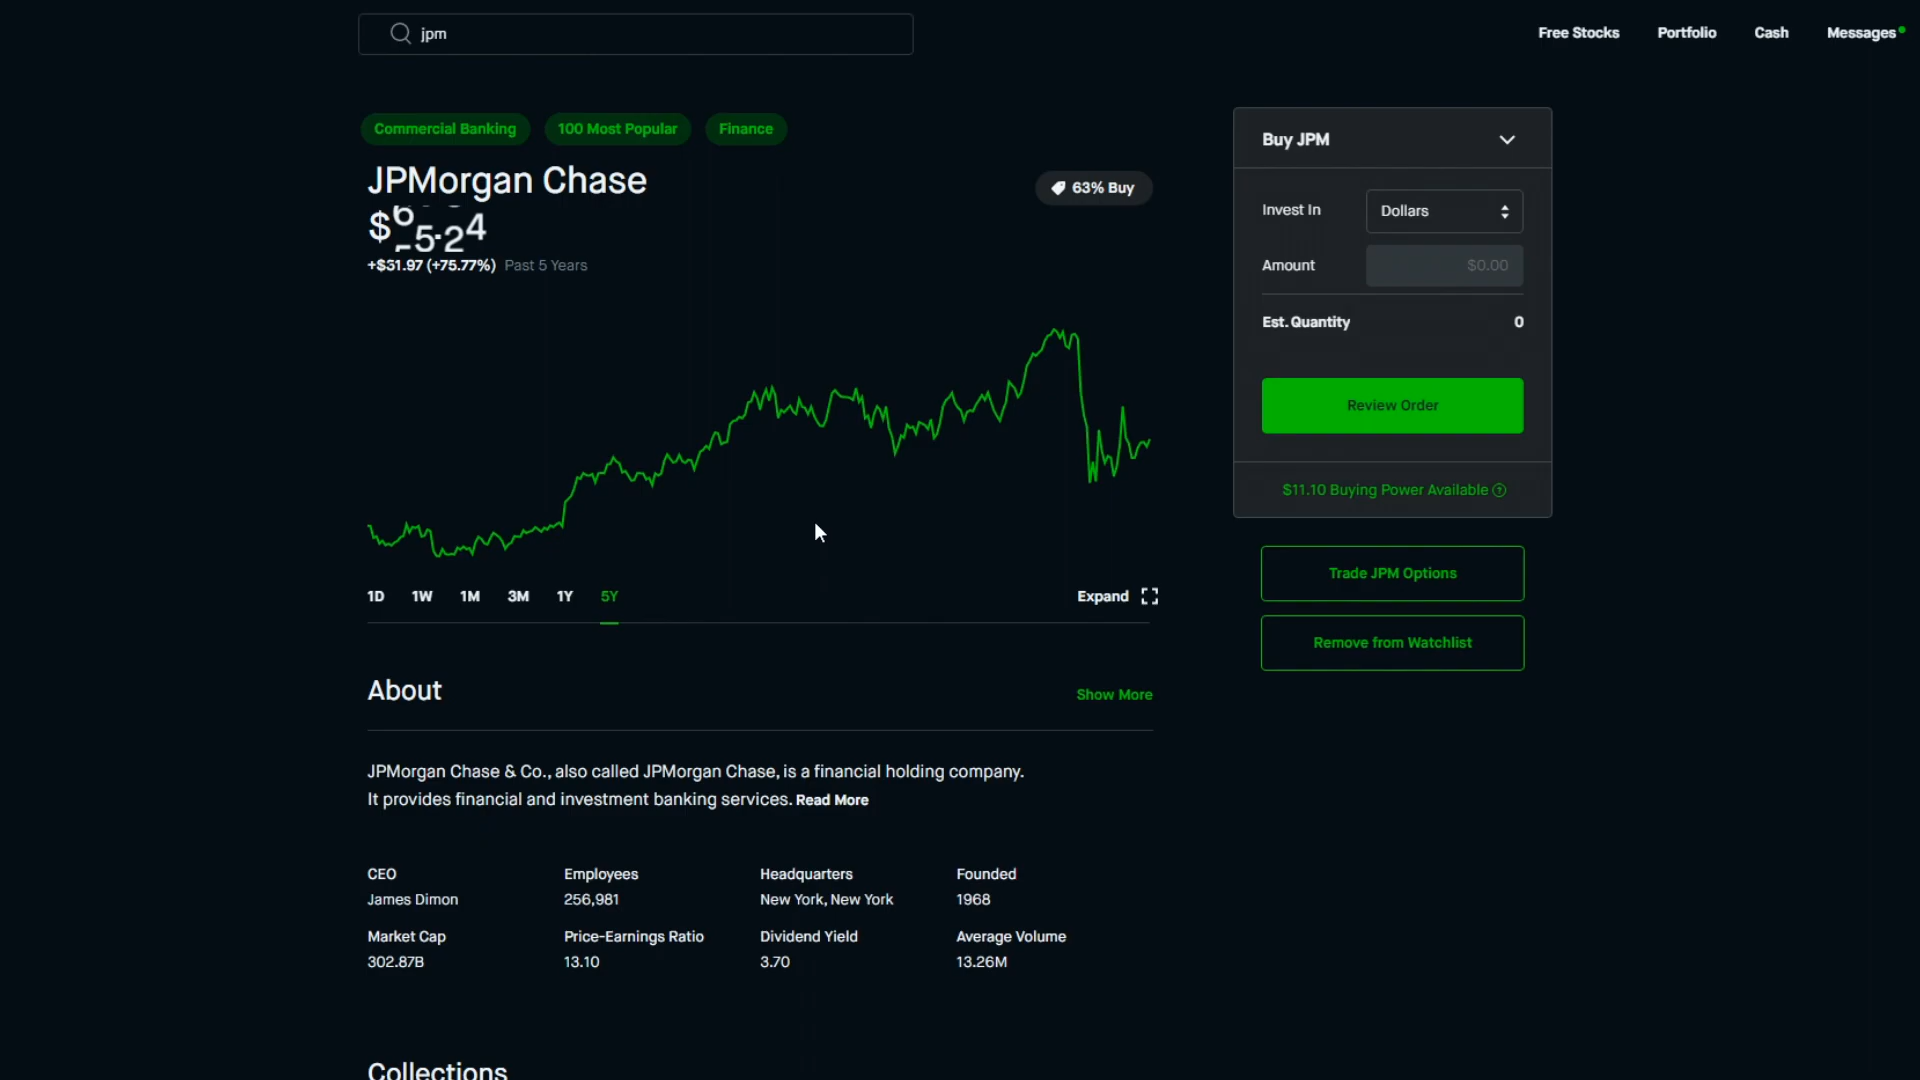 jpm
Free Stocks Portfolio Cash Messages
Commercial Banking 100 Most Popular Finance
JPMorgan Chase
63% Buy
+$31.97 (+75.77%) Past 5 Years
Buy JPM
Invest In Dollars
Amount $0.00
Est. Quantity 0
Review Order
$11.10 Buying Power Available ?
Trade JPM Options
Remove from Watchlist
1D 1W 1M 3M 1Y 5Y Expand
About Show More
JPMorgan Chase & Co., also called JPMorgan Chase, is a financial holding company.
It provides financial and investment banking services. Read More
CEO Employees Headquarters Founded
James Dimon 256,981 New York, New York 1968
Market Cap Price-Earnings Ratio Dividend Yield Average Volume
302.87B 13.10 3.70 13.26M
Collections